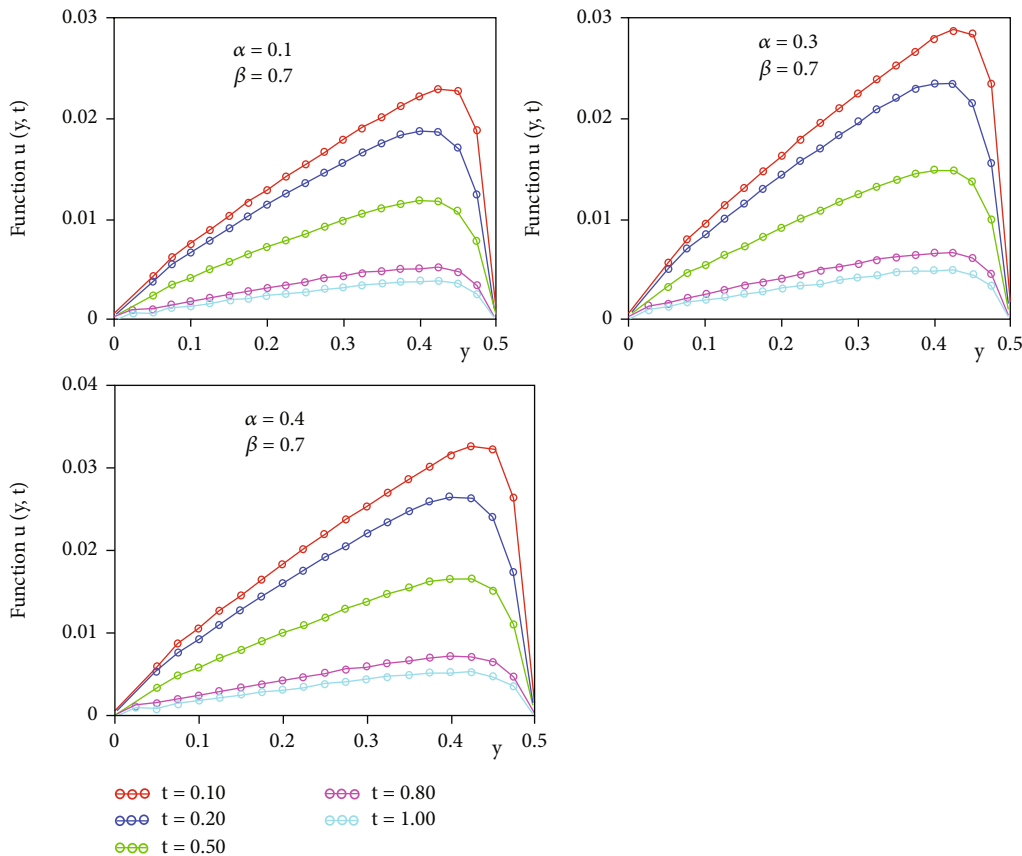 Function u (y, t)
0.03
0.02
0.01
0
α = 0.1
β = 0.7
0 0.1 0.2 0.3 0.4 0.5
y
Function u (y, t)
0.03
0.02
0.01
0
α = 0.3
β = 0.7
0 0.1 0.2 0.3 0.4 0.5
y
Function u (y, t)
0.04
0.03
0.02
0.01
0
α = 0.4
β = 0.7
0 0.1 0.2 0.3 0.4 0.5
y
t = 0.10
t = 0.20
t = 0.50
t = 0.80
t = 1.00